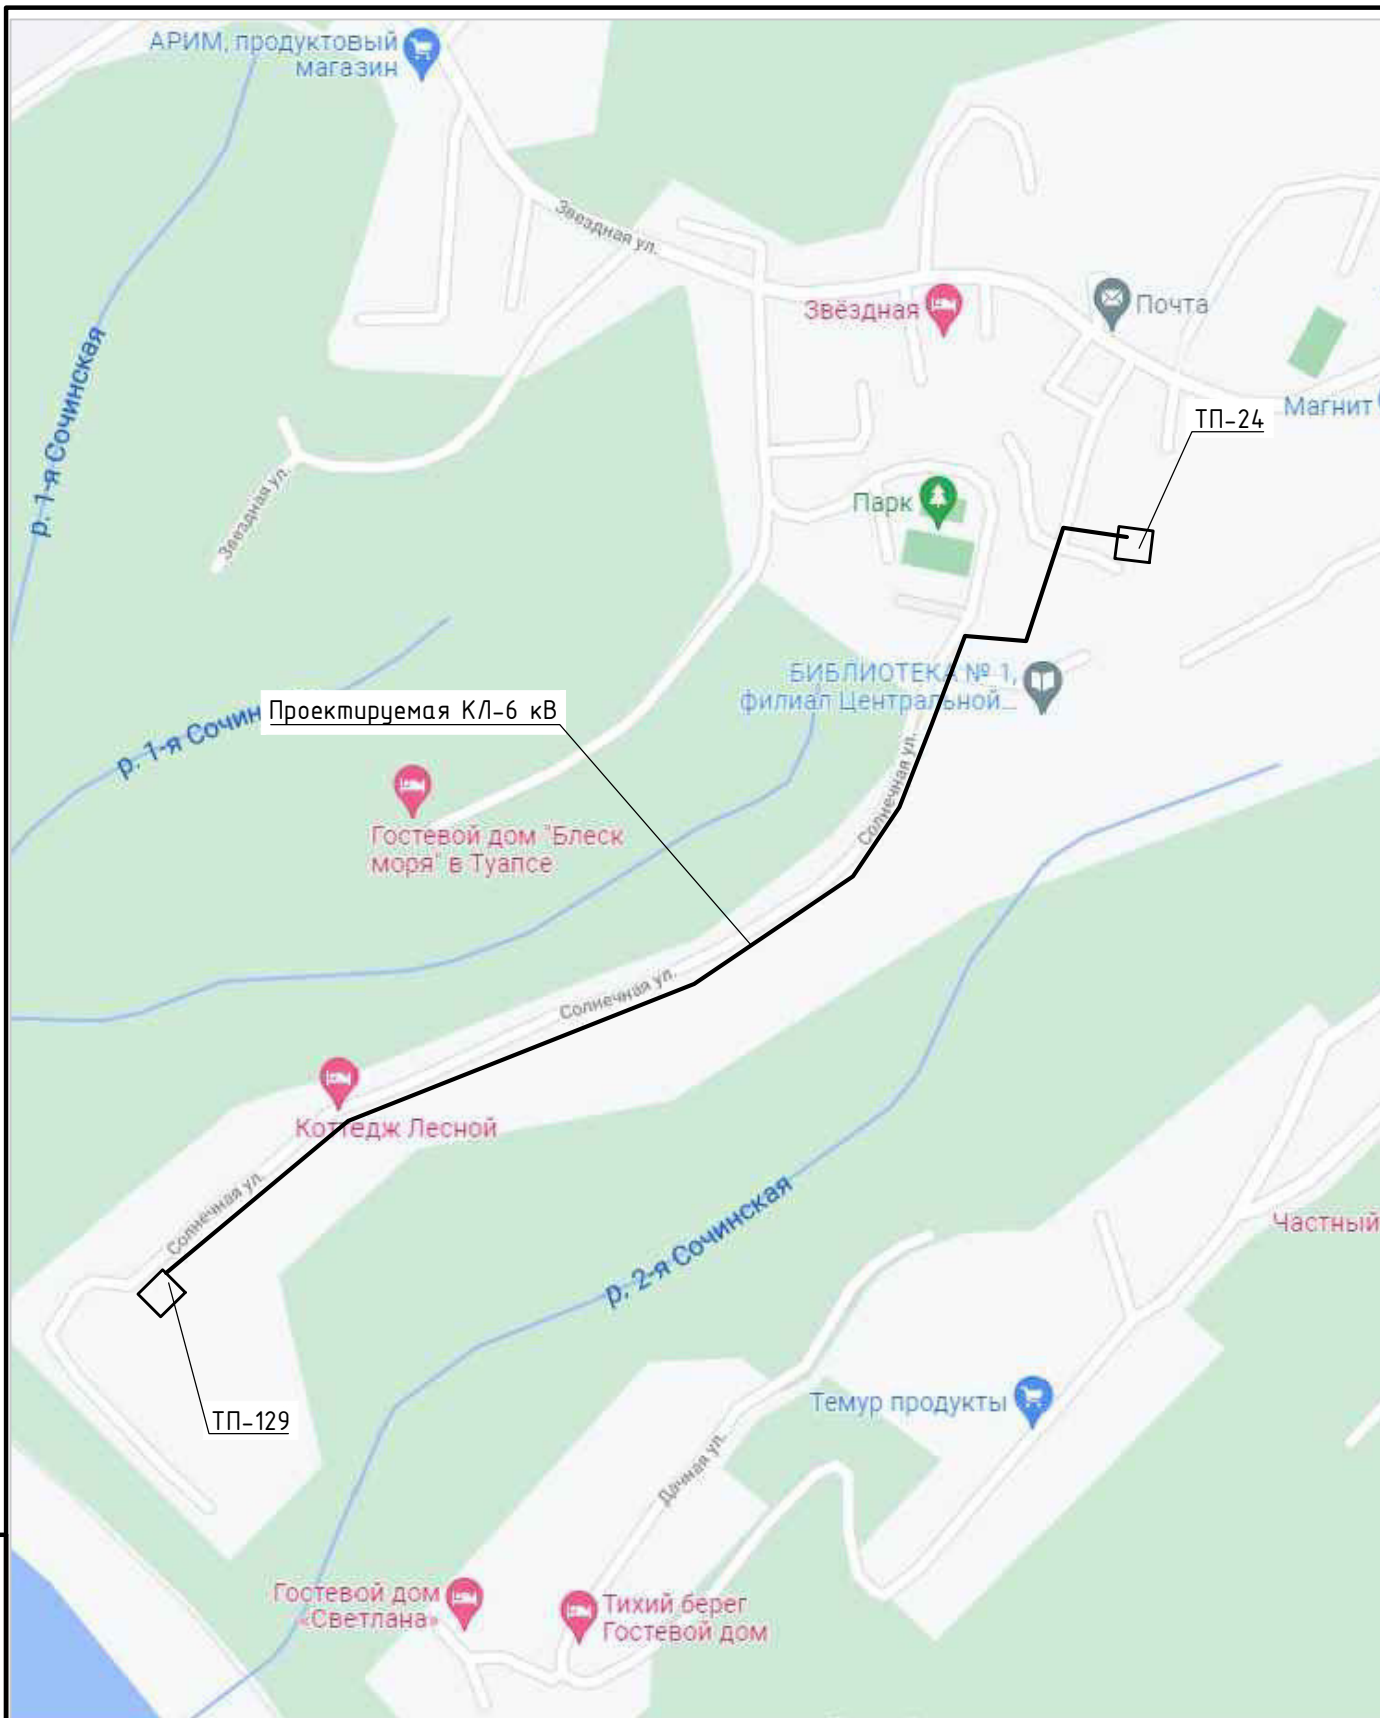 АРИМ, продуктовый
магазин
Звездная ул.
Звёздная
Почта
Магнит
ТП-24
р. 1-я Сочинская
Звездная ул.
Парк
БИБЛИОТЕКА № 1,
филиал Центральной...
Проектируемая КЛ-6 кВ
р. 1-я Сочин
Солнечная ул.
Гостевой дом "Блеск
моря" в Туапсе
Солнечная ул.
Коттедж Лесной
Солнечная ул.
р. 2-я Сочинская
Частный
ТП-129
Темур продукты
Дачная ул.
Гостевой дом
«Светлана»
Тихий берег
Гостевой дом